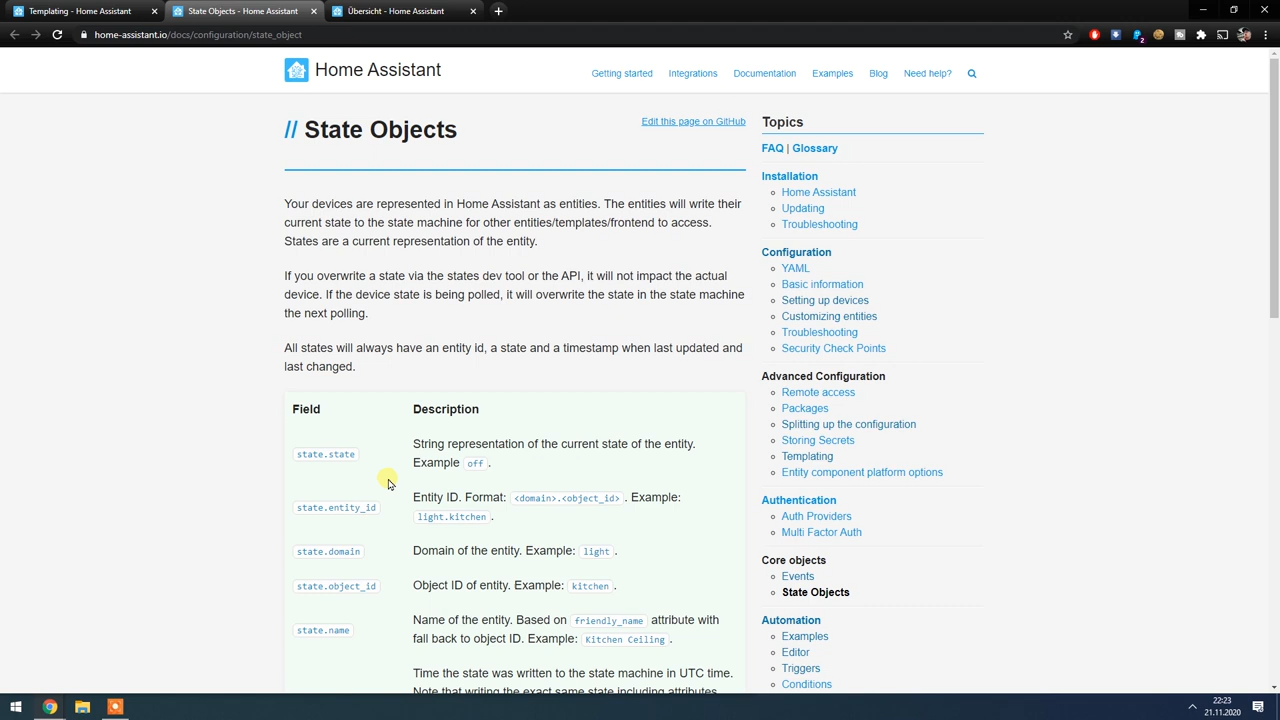 Templating - Home Assistant
State Objects - Home Assistant
Übersicht - Home Assistant
home-assistant.io/docs/configuration/state_object
Home Assistant
Getting started
Integrations
Documentation
Examples
Blog
Need help?
// State Objects
Edit this page on GitHub
Your devices are represented in Home Assistant as entities. The entities will write their
current state to the state machine for other entities/templates/frontend to access.
States are a current representation of the entity.
If you overwrite a state via the states dev tool or the API, it will not impact the actual
device. If the device state is being polled, it will overwrite the state in the state machine
the next polling.
All states will always have an entity id, a state and a timestamp when last updated and
last changed.
Field
Description
state.state
String representation of the current state of the entity.
Example off.
state.entity_id
Entity ID. Format: <domain>.<object_id>. Example:
light.kitchen.
state.domain
Domain of the entity. Example: light.
state.object_id
Object ID of entity. Example: kitchen.
state.name
Name of the entity. Based on friendly_name attribute with
fall back to object ID. Example: Kitchen Ceiling.
Time the state was written to the state machine in UTC time.
Note that writing the exact same state including attributes
Topics
FAQ | Glossary
Installation
Home Assistant
Updating
Troubleshooting
Configuration
YAML
Basic information
Setting up devices
Customizing entities
Troubleshooting
Security Check Points
Advanced Configuration
Remote access
Packages
Splitting up the configuration
Storing Secrets
Templating
Entity component platform options
Authentication
Auth Providers
Multi Factor Auth
Core objects
Events
State Objects
Automation
Examples
Editor
Triggers
Conditions
22:23
21.11.2020